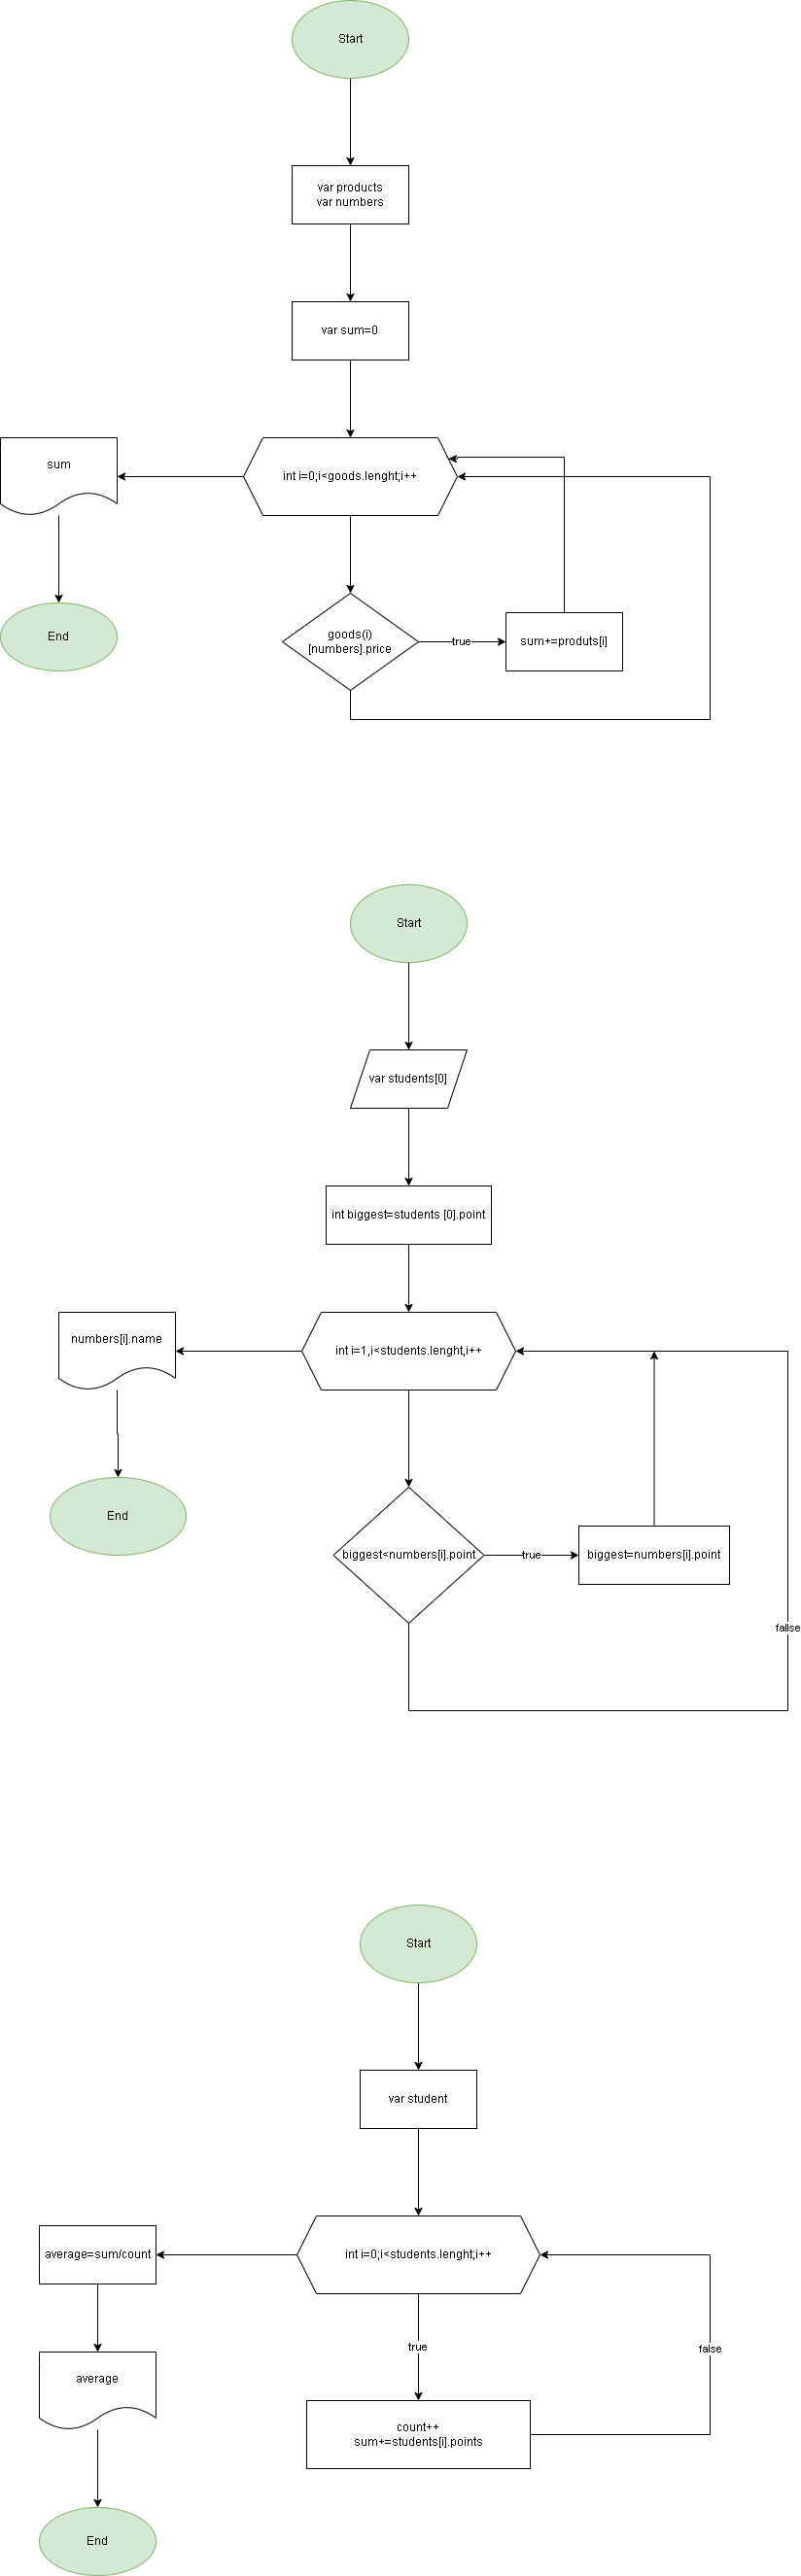 Start
var products
var numbers
var sum=0
int i=0;i<goods.lenght;i++
sum
End
goods(i)
[numbers].price
true
sum+=produts[i]
Start
var students[0]
int biggest=students [0].point
int i=1,i<students.lenght,i++
numbers[i].name
End
biggest<numbers[i].point
true
biggest=numbers[i].point
fallse
Start
var student
int i=0;i<students.lenght;i++
average=sum/count
true
false
average
count++
sum+=students[i].points
End